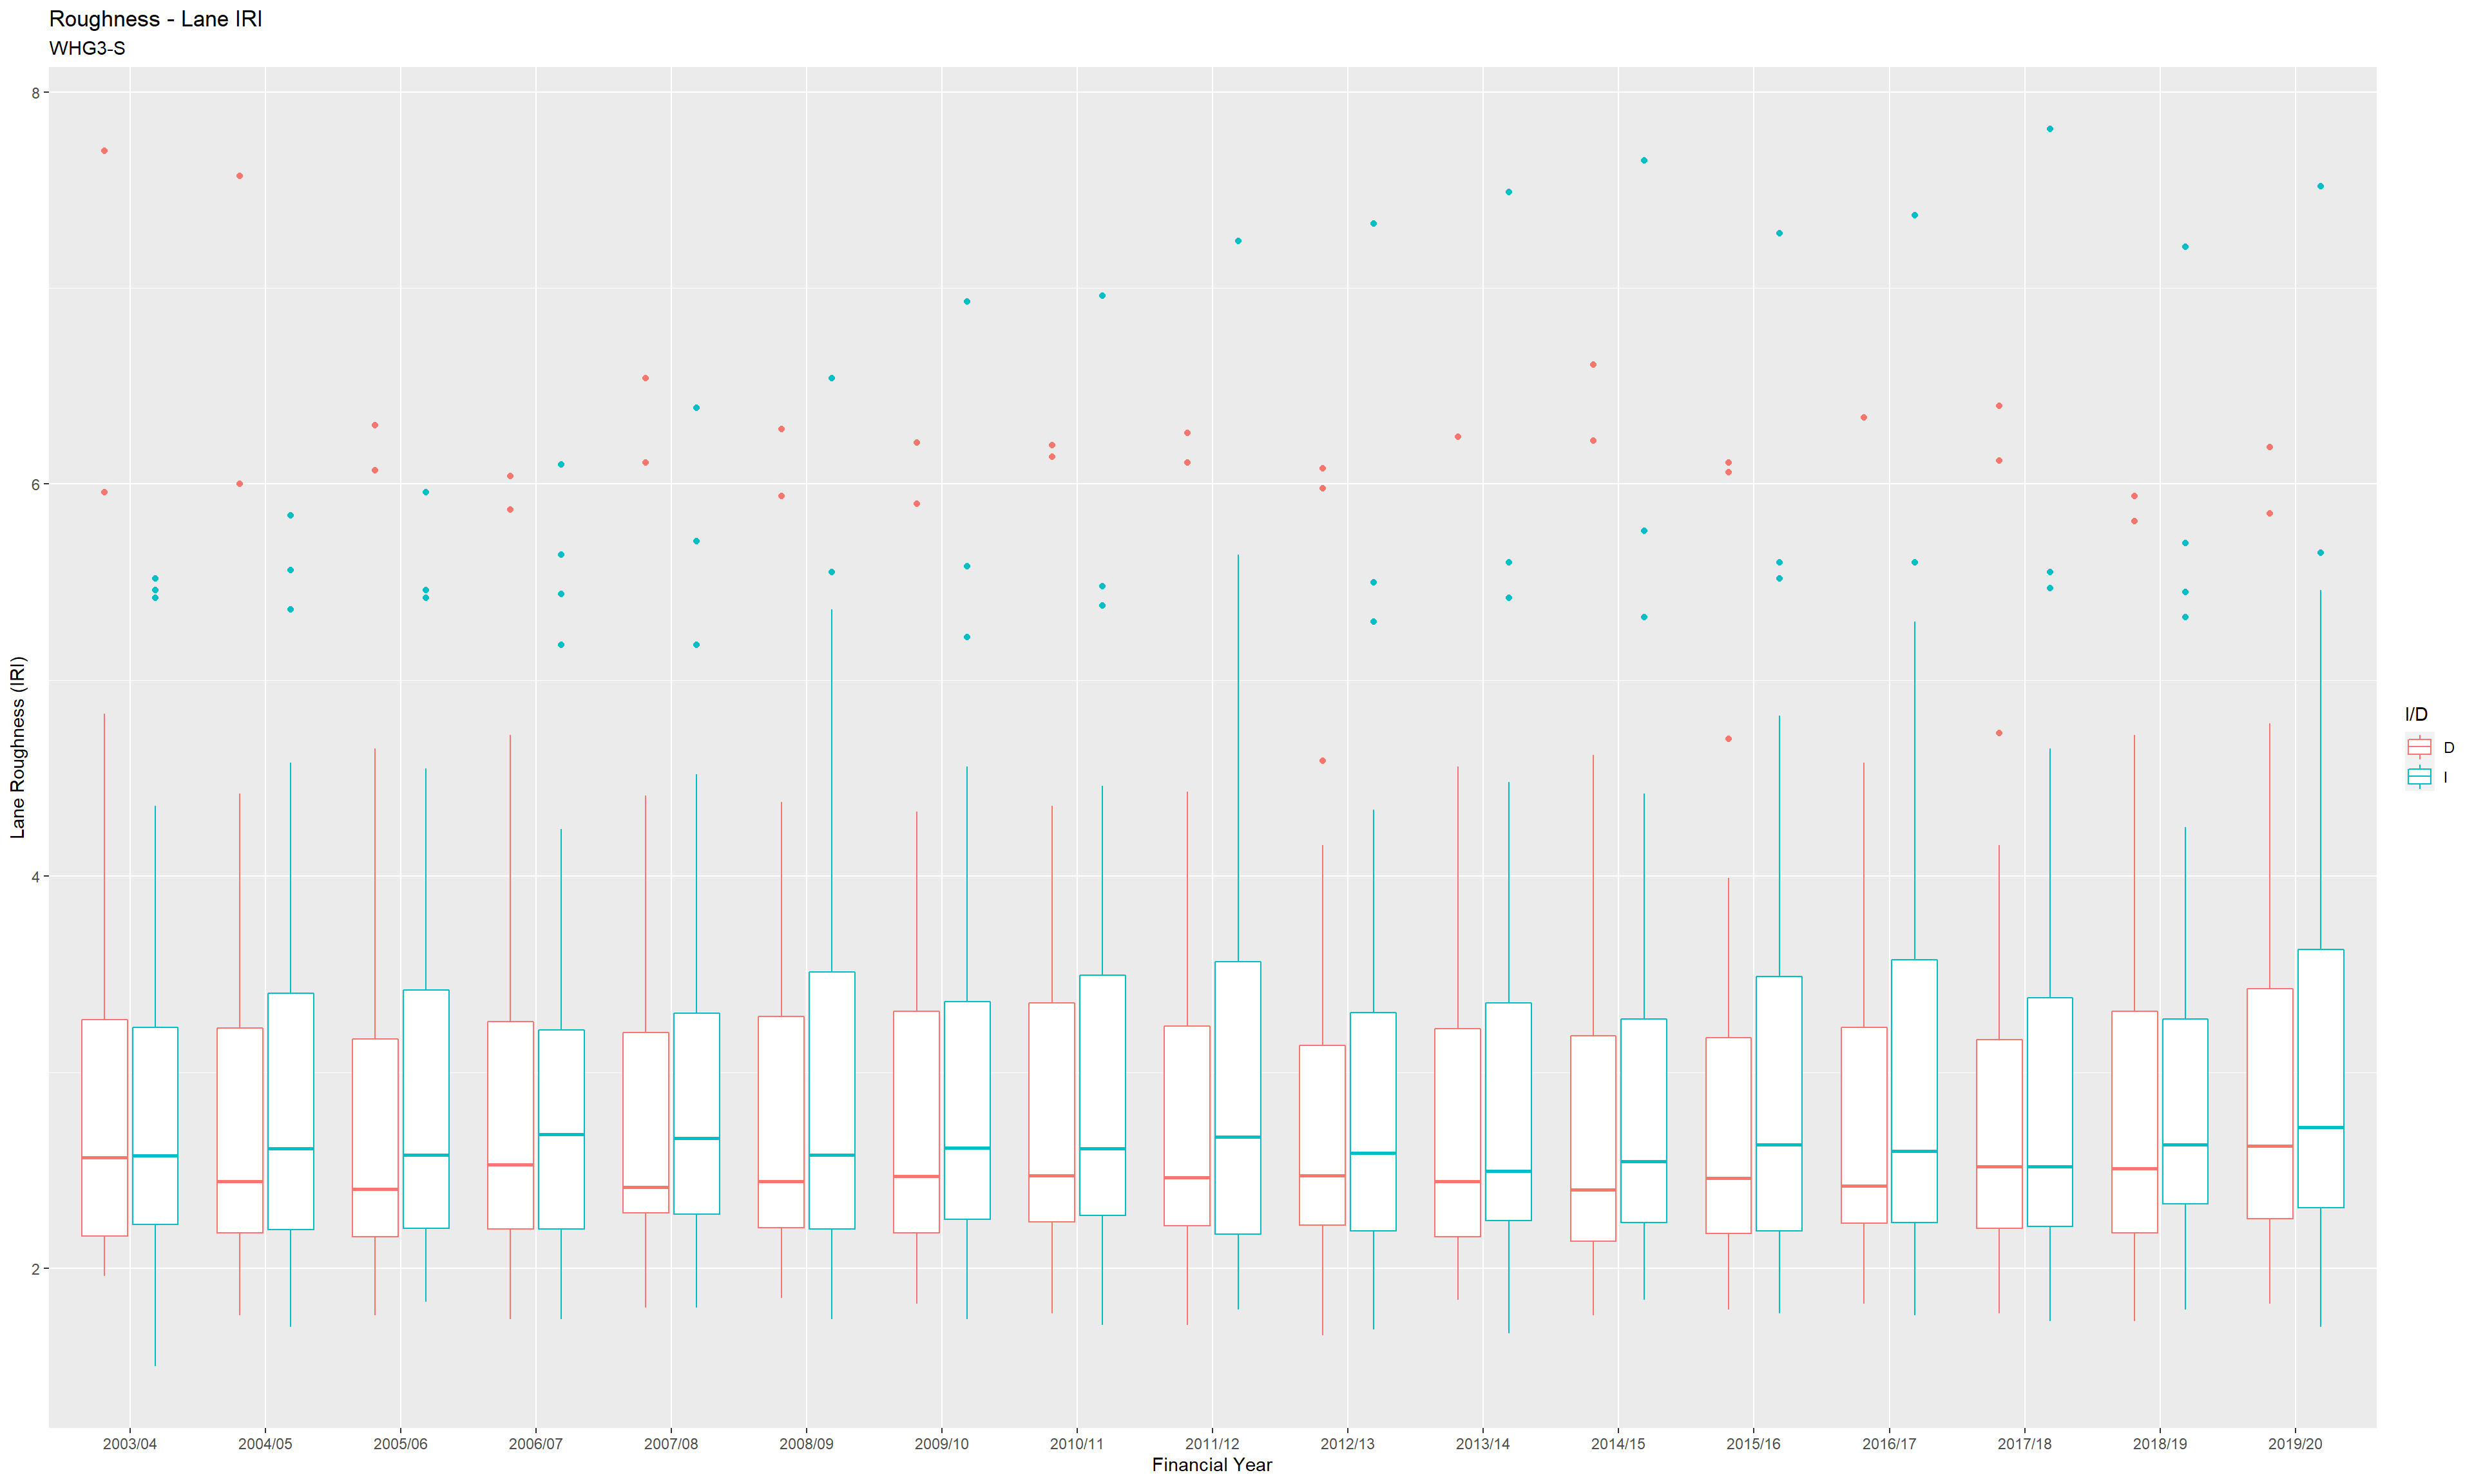 Roughness - Lane IRI
WHG3-S
Lane Roughness (IRI)
8
6
4
2
2003/04 2004/05 2005/06 2006/07 2007/08 2008/09 2009/10 2010/11 2011/12 2012/13 2013/14 2014/15 2015/16 2016/17 2017/18 2018/19 2019/20
Financial Year
I/D
D
I